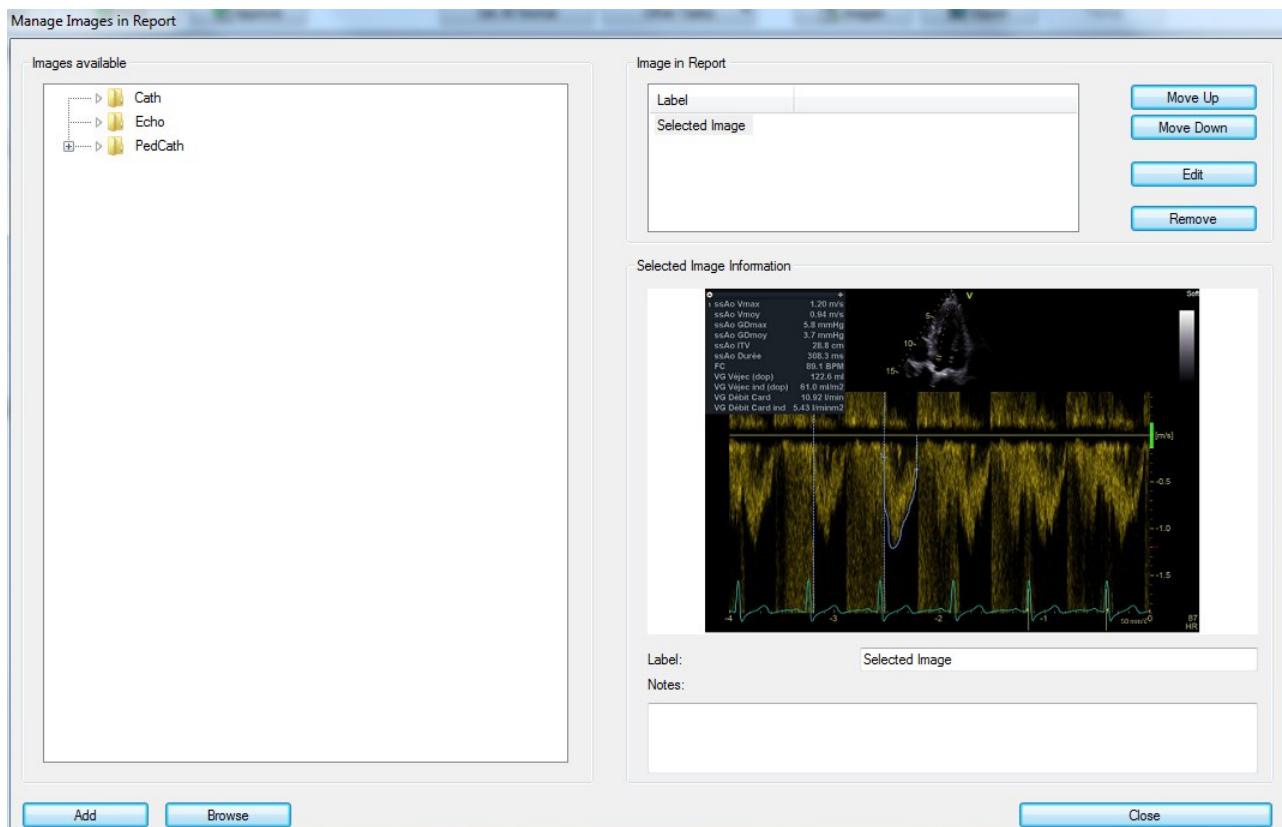 Manage Images in Report
Images available
Cath
Echo
PedCath
Add
Browse
Image in Report
Label
Selected Image
Move Up
Move Down
Edit
Remove
Selected Image Information
V
1 ssAo Vmax 1.20 m/s
ssAo Vmoy 0.94 m/s
ssAo GDmax 5.8 mmHg
ssAo GDmoy 3.7 mmHg
ssAo ITV 28.8 cm
ssAo Durée 308.3 ms
FC 89.1 BPM
VG Véjec (dop) 122.6 ml
VG Véjec ind (dop) 61.0 ml/m2
VG Débit Card 10.92 l/min
VG Débit Card ind 5.43 l/minm2
5
10
15
[m/s]
-0.5
-1.0
-1.5
-4 -3 -2 -1 0
50 mm/s
87
HR
Label: Selected Image
Notes:
Close